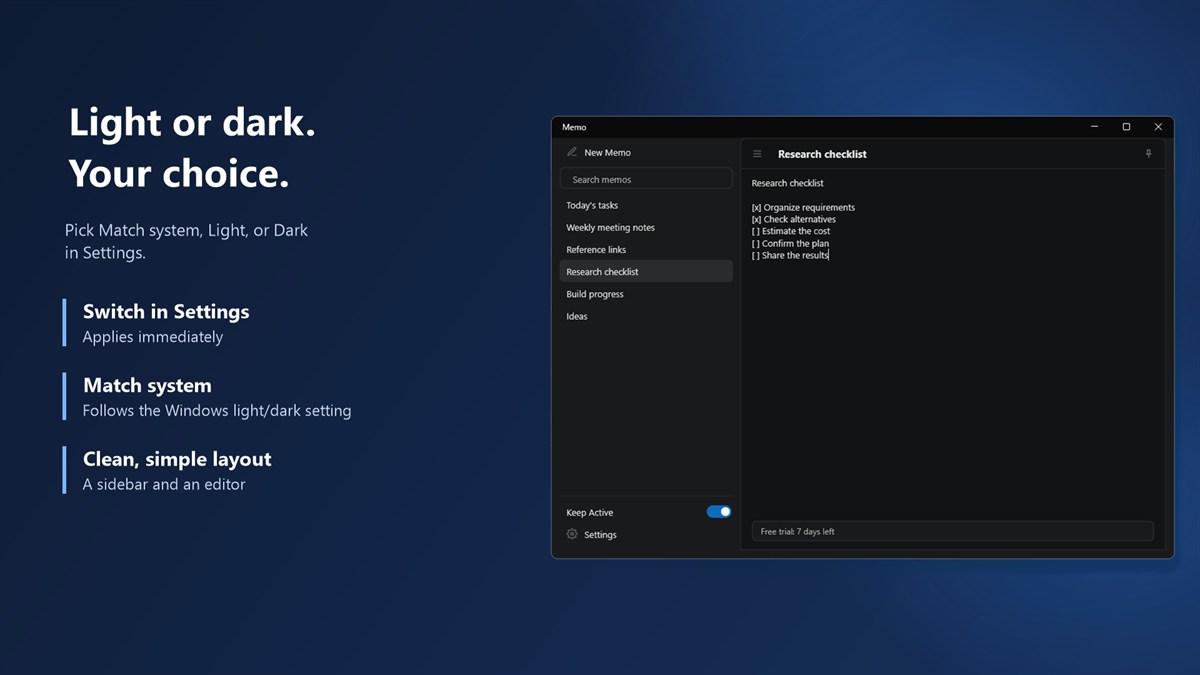 Light or dark.
Your choice.
Pick Match system, Light, or Dark
in Settings.
Switch in Settings
Applies immediately
Match system
Follows the Windows light/dark setting
Clean, simple layout
A sidebar and an editor
Memo
New Memo
Search memos
Today's tasks
Weekly meeting notes
Reference links
Research checklist
Build progress
Ideas
Keep Active
Settings
Research checklist
Research checklist
[x] Organize requirements
[x] Check alternatives
[ ] Estimate the cost
[ ] Confirm the plan
[ ] Share the results
Free trial: 7 days left